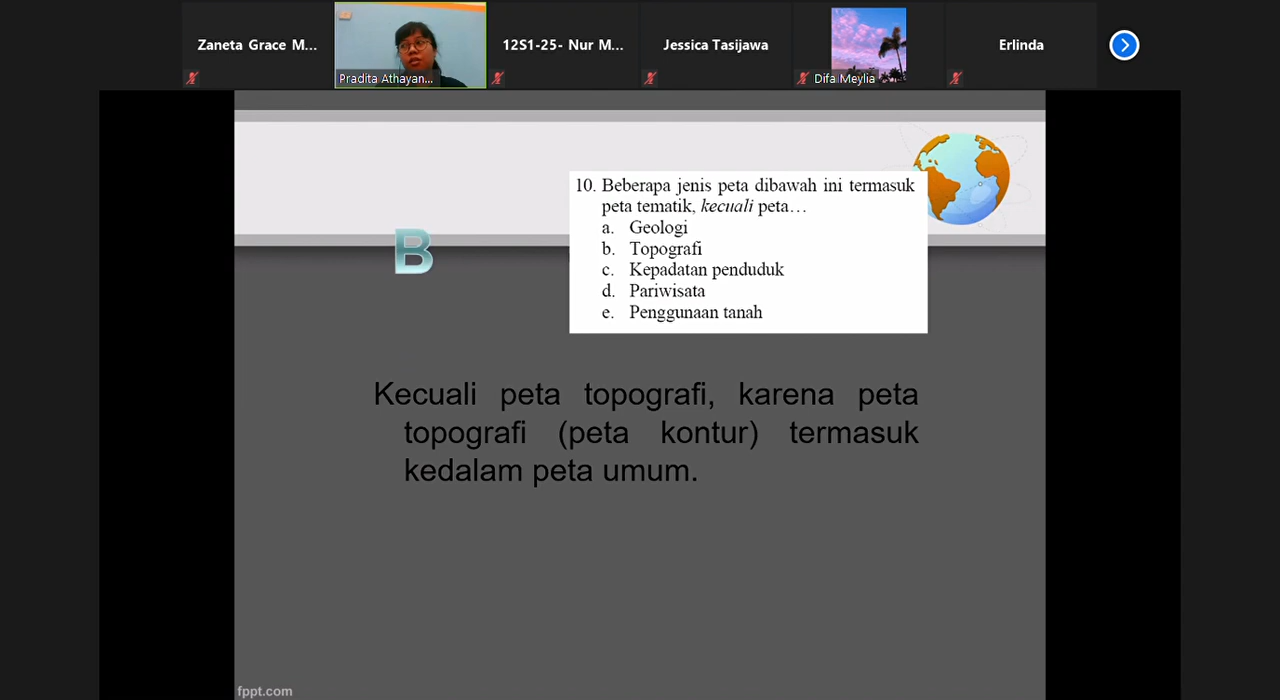 Zaneta Grace M...
Pradita Athayan...
12S1-25- Nur M...
Jessica Tasijawa
Difa Meylia
Erlinda
10. Beberapa jenis peta dibawah ini termasuk
peta tematik, kecuali peta…
a. Geologi
b. Topografi
c. Kepadatan penduduk
d. Pariwisata
e. Penggunaan tanah
B
Kecuali peta topografi, karena peta
topografi (peta kontur) termasuk
kedalam peta umum.
fppt.com